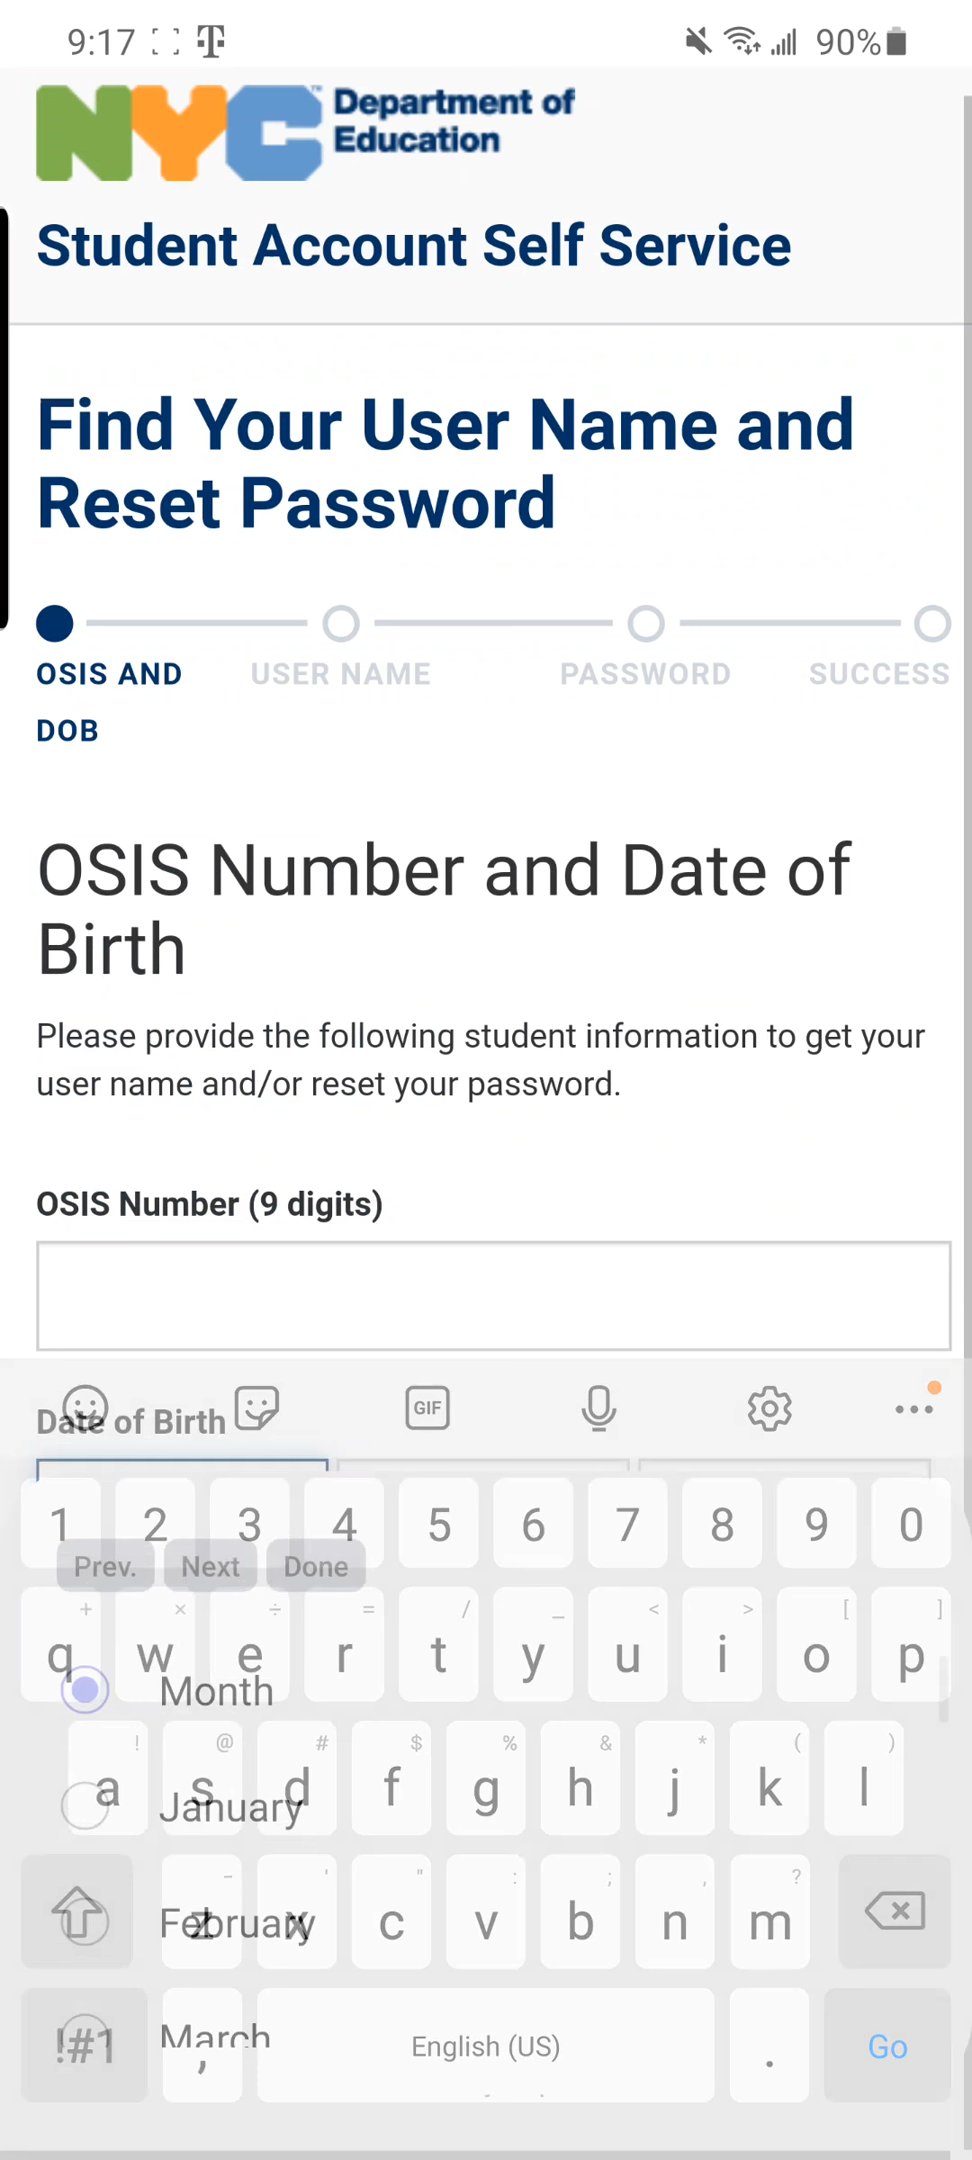 9:17 90%
NYC Department of
Education
Student Account Self Service
Find Your User Name and
Reset Password
OSIS AND USER NAME PASSWORD SUCCESS
DOB
OSIS Number and Date of
Birth
Please provide the following student information to get your
user name and/or reset your password.
OSIS Number (9 digits)
Date of Birth
GIF
1 2 3 4 5 6 7 8 9 0
Prev. Next Done
+ × ÷ = / _ < > [ ]
q w e r t y u i o p
Month
! @ # $ % & * ( )
a s d f g h j k l
January
- ' " : ; , ?
z x c v b n m
February
March
!#1 , English (US) . Go